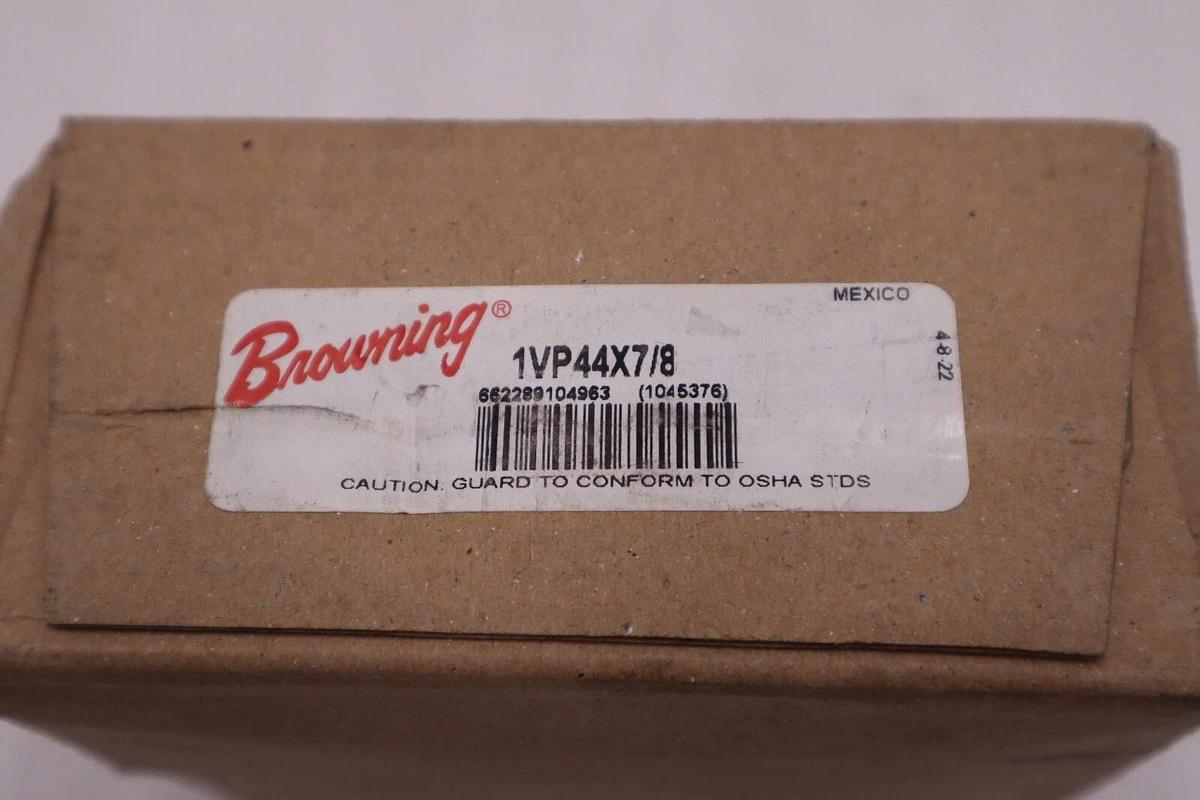 MEXICO
Browning®
1VP44X7/8
4-8-22
662289104963 (1045376)
CAUTION: GUARD TO CONFORM TO OSHA STDS